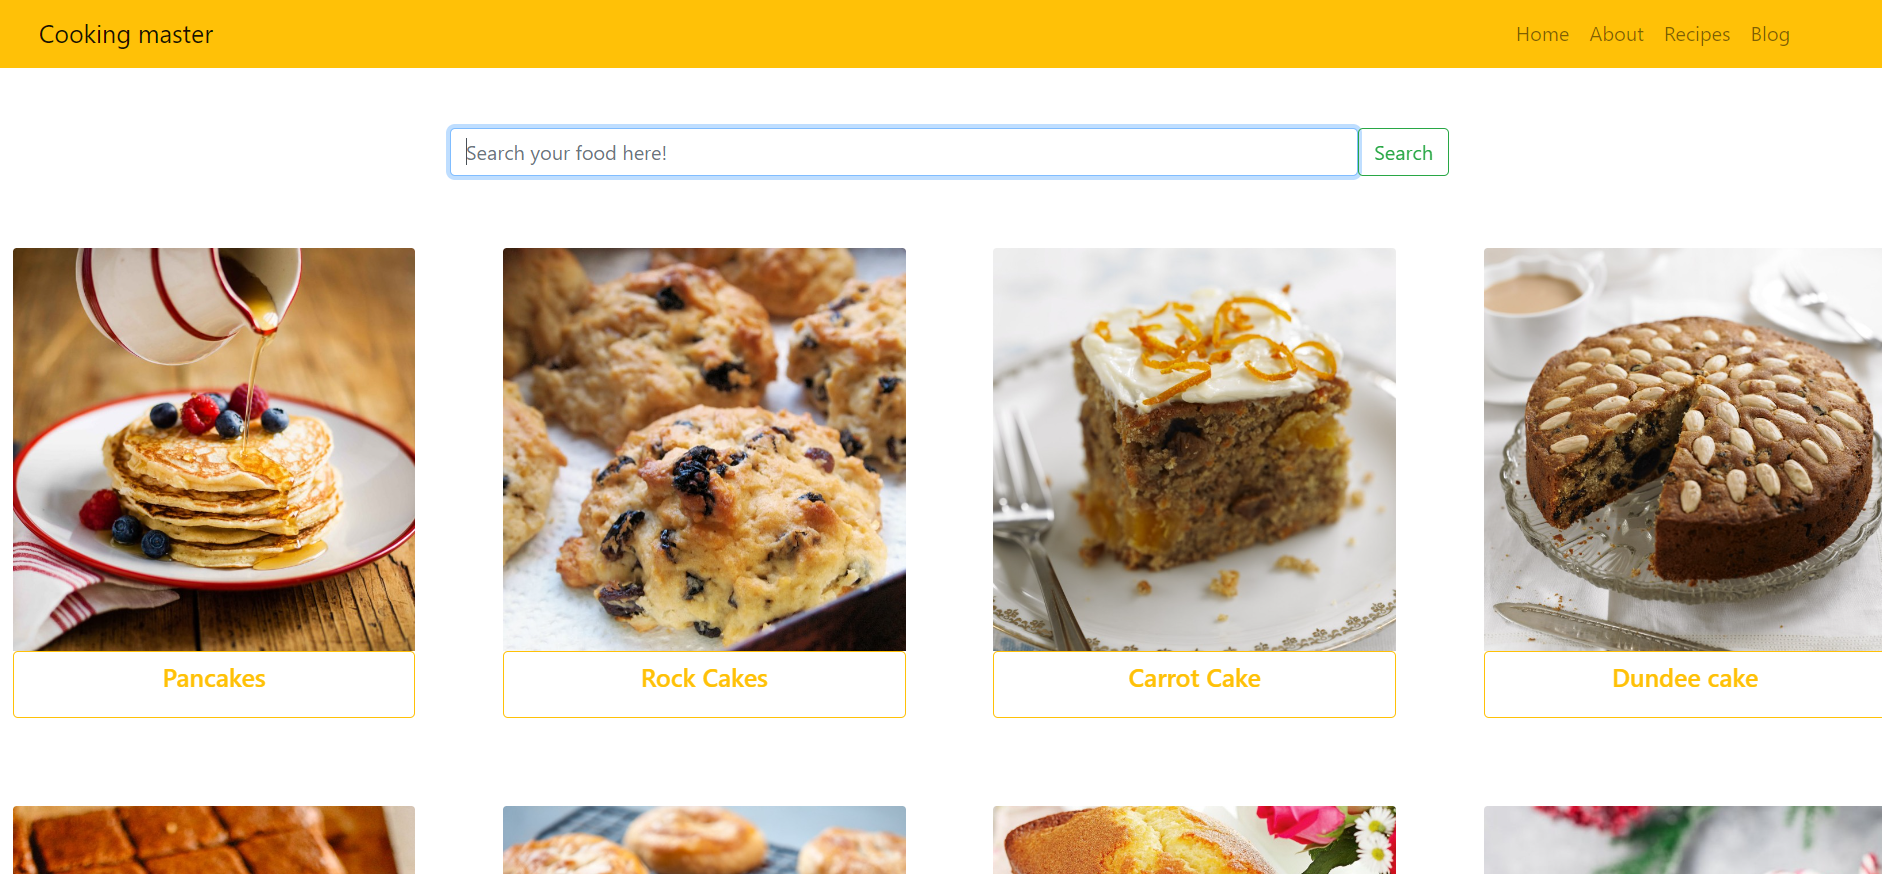 Cooking master
Home About Recipes Blog
Search your food here!
Search
Pancakes
Rock Cakes
Carrot Cake
Dundee cake